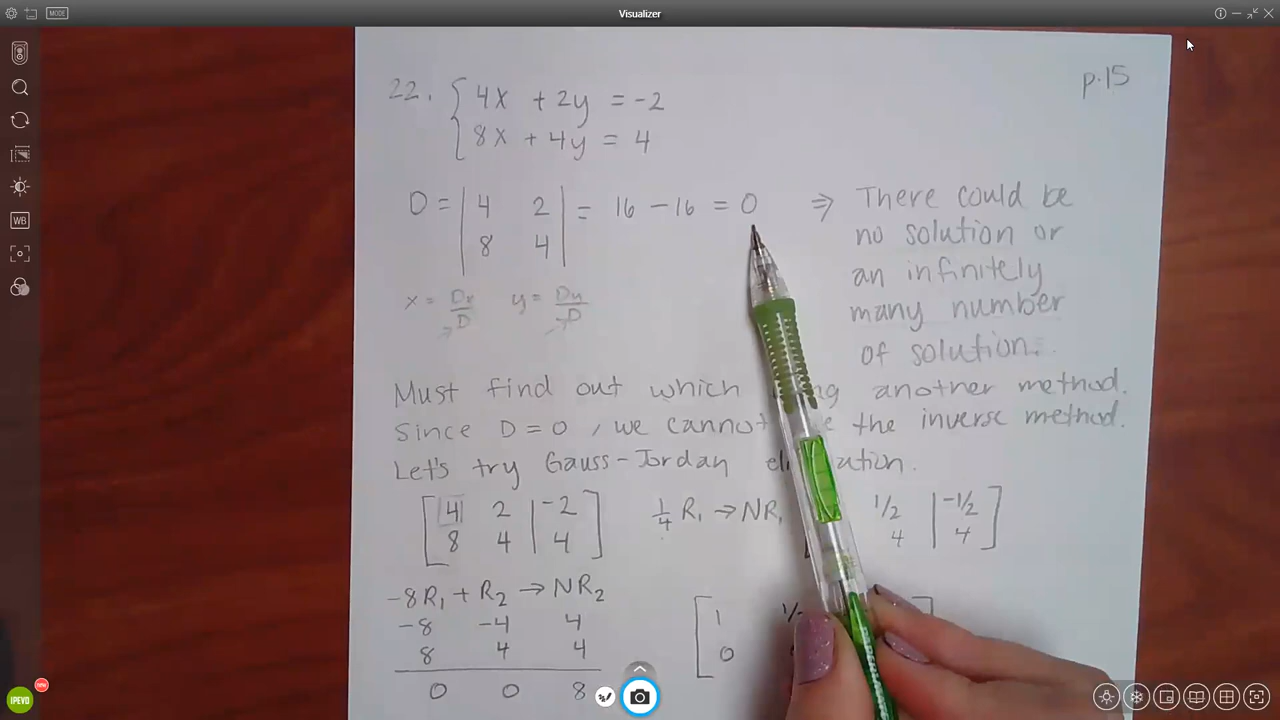 MODE
Visualizer
p.15
22. { 4x + 2y = -2
8x + 4y = 4
D = | 4 2 | = 16 - 16 = 0 ⇒ There could be
| 8 4 | no solution or
an infinitely
x = Dx/D y = Dy/D many number
of solution.
Must find out which another method.
Since D = 0, we cannot the inverse method.
Let's try Gauss-Jordan
[ 4 2 | -2 ] 1/4 R1 → NR1 1/2 | -1/2 ]
[ 8 4 | 4 ] 4 | 4 ]
-8R1 + R2 → NR2
-8 -4 4 [ 1
8 4 4 0
0 0 8
WB
IPEVO